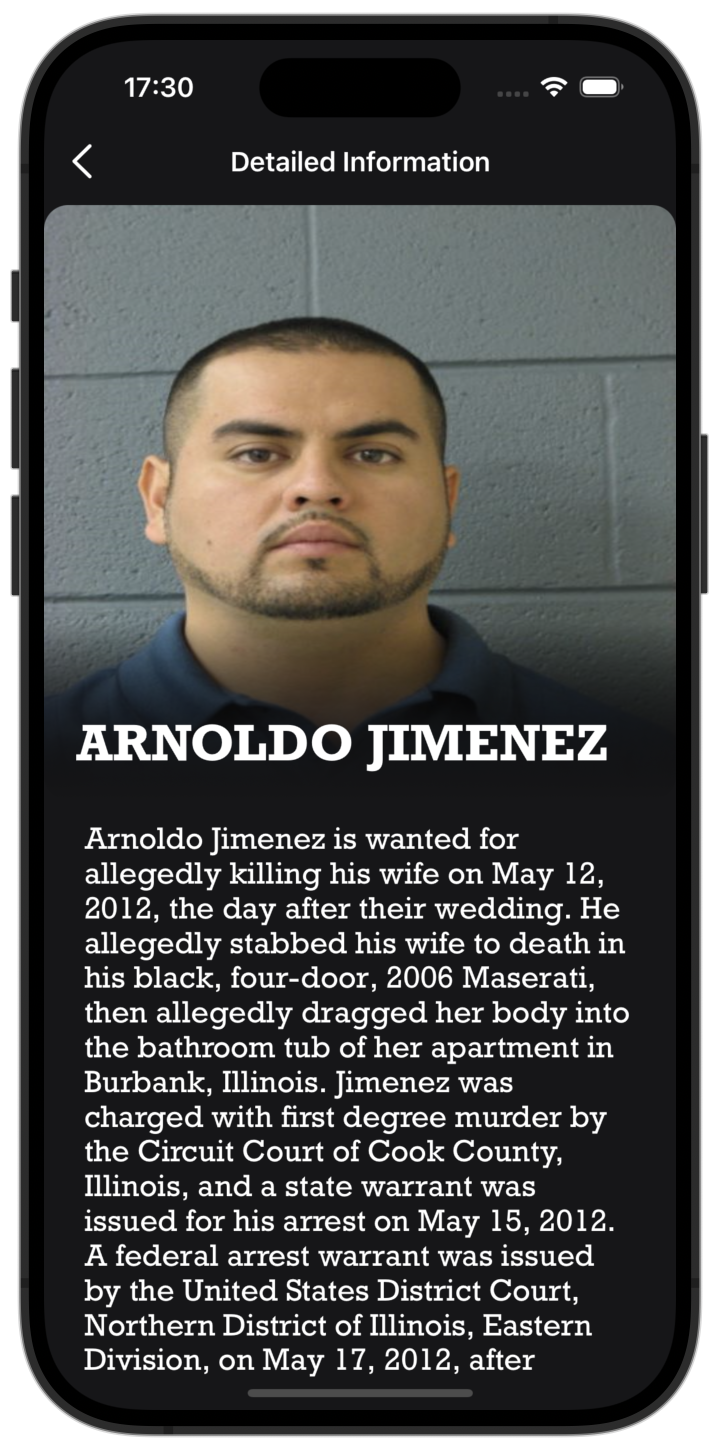 17:30
Detailed Information
ARNOLDO JIMENEZ
Arnoldo Jimenez is wanted for
allegedly killing his wife on May 12,
2012, the day after their wedding. He
allegedly stabbed his wife to death in
his black, four-door, 2006 Maserati,
then allegedly dragged her body into
the bathroom tub of her apartment in
Burbank, Illinois. Jimenez was
charged with first degree murder by
the Circuit Court of Cook County,
Illinois, and a state warrant was
issued for his arrest on May 15, 2012.
A federal arrest warrant was issued
by the United States District Court,
Northern District of Illinois, Eastern
Division, on May 17, 2012, after